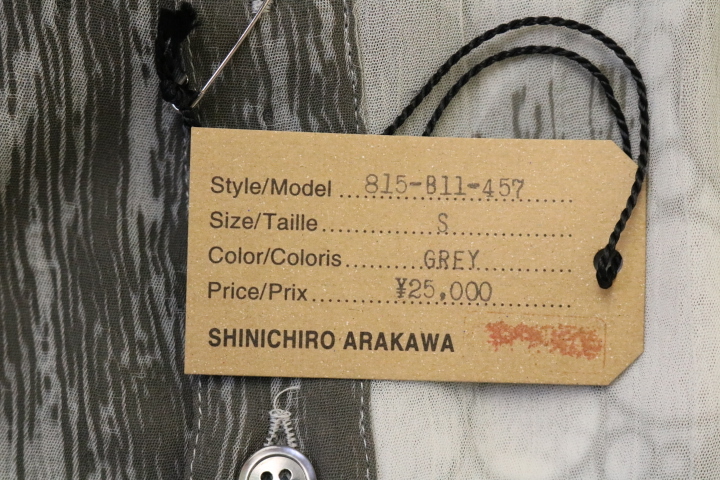 Style/Model ....815-B11-457......
Size/Taille.................S..................
Color/Coloris............GREY.............
Price/Prix.............¥25,000...........
SHINICHIRO ARAKAWA